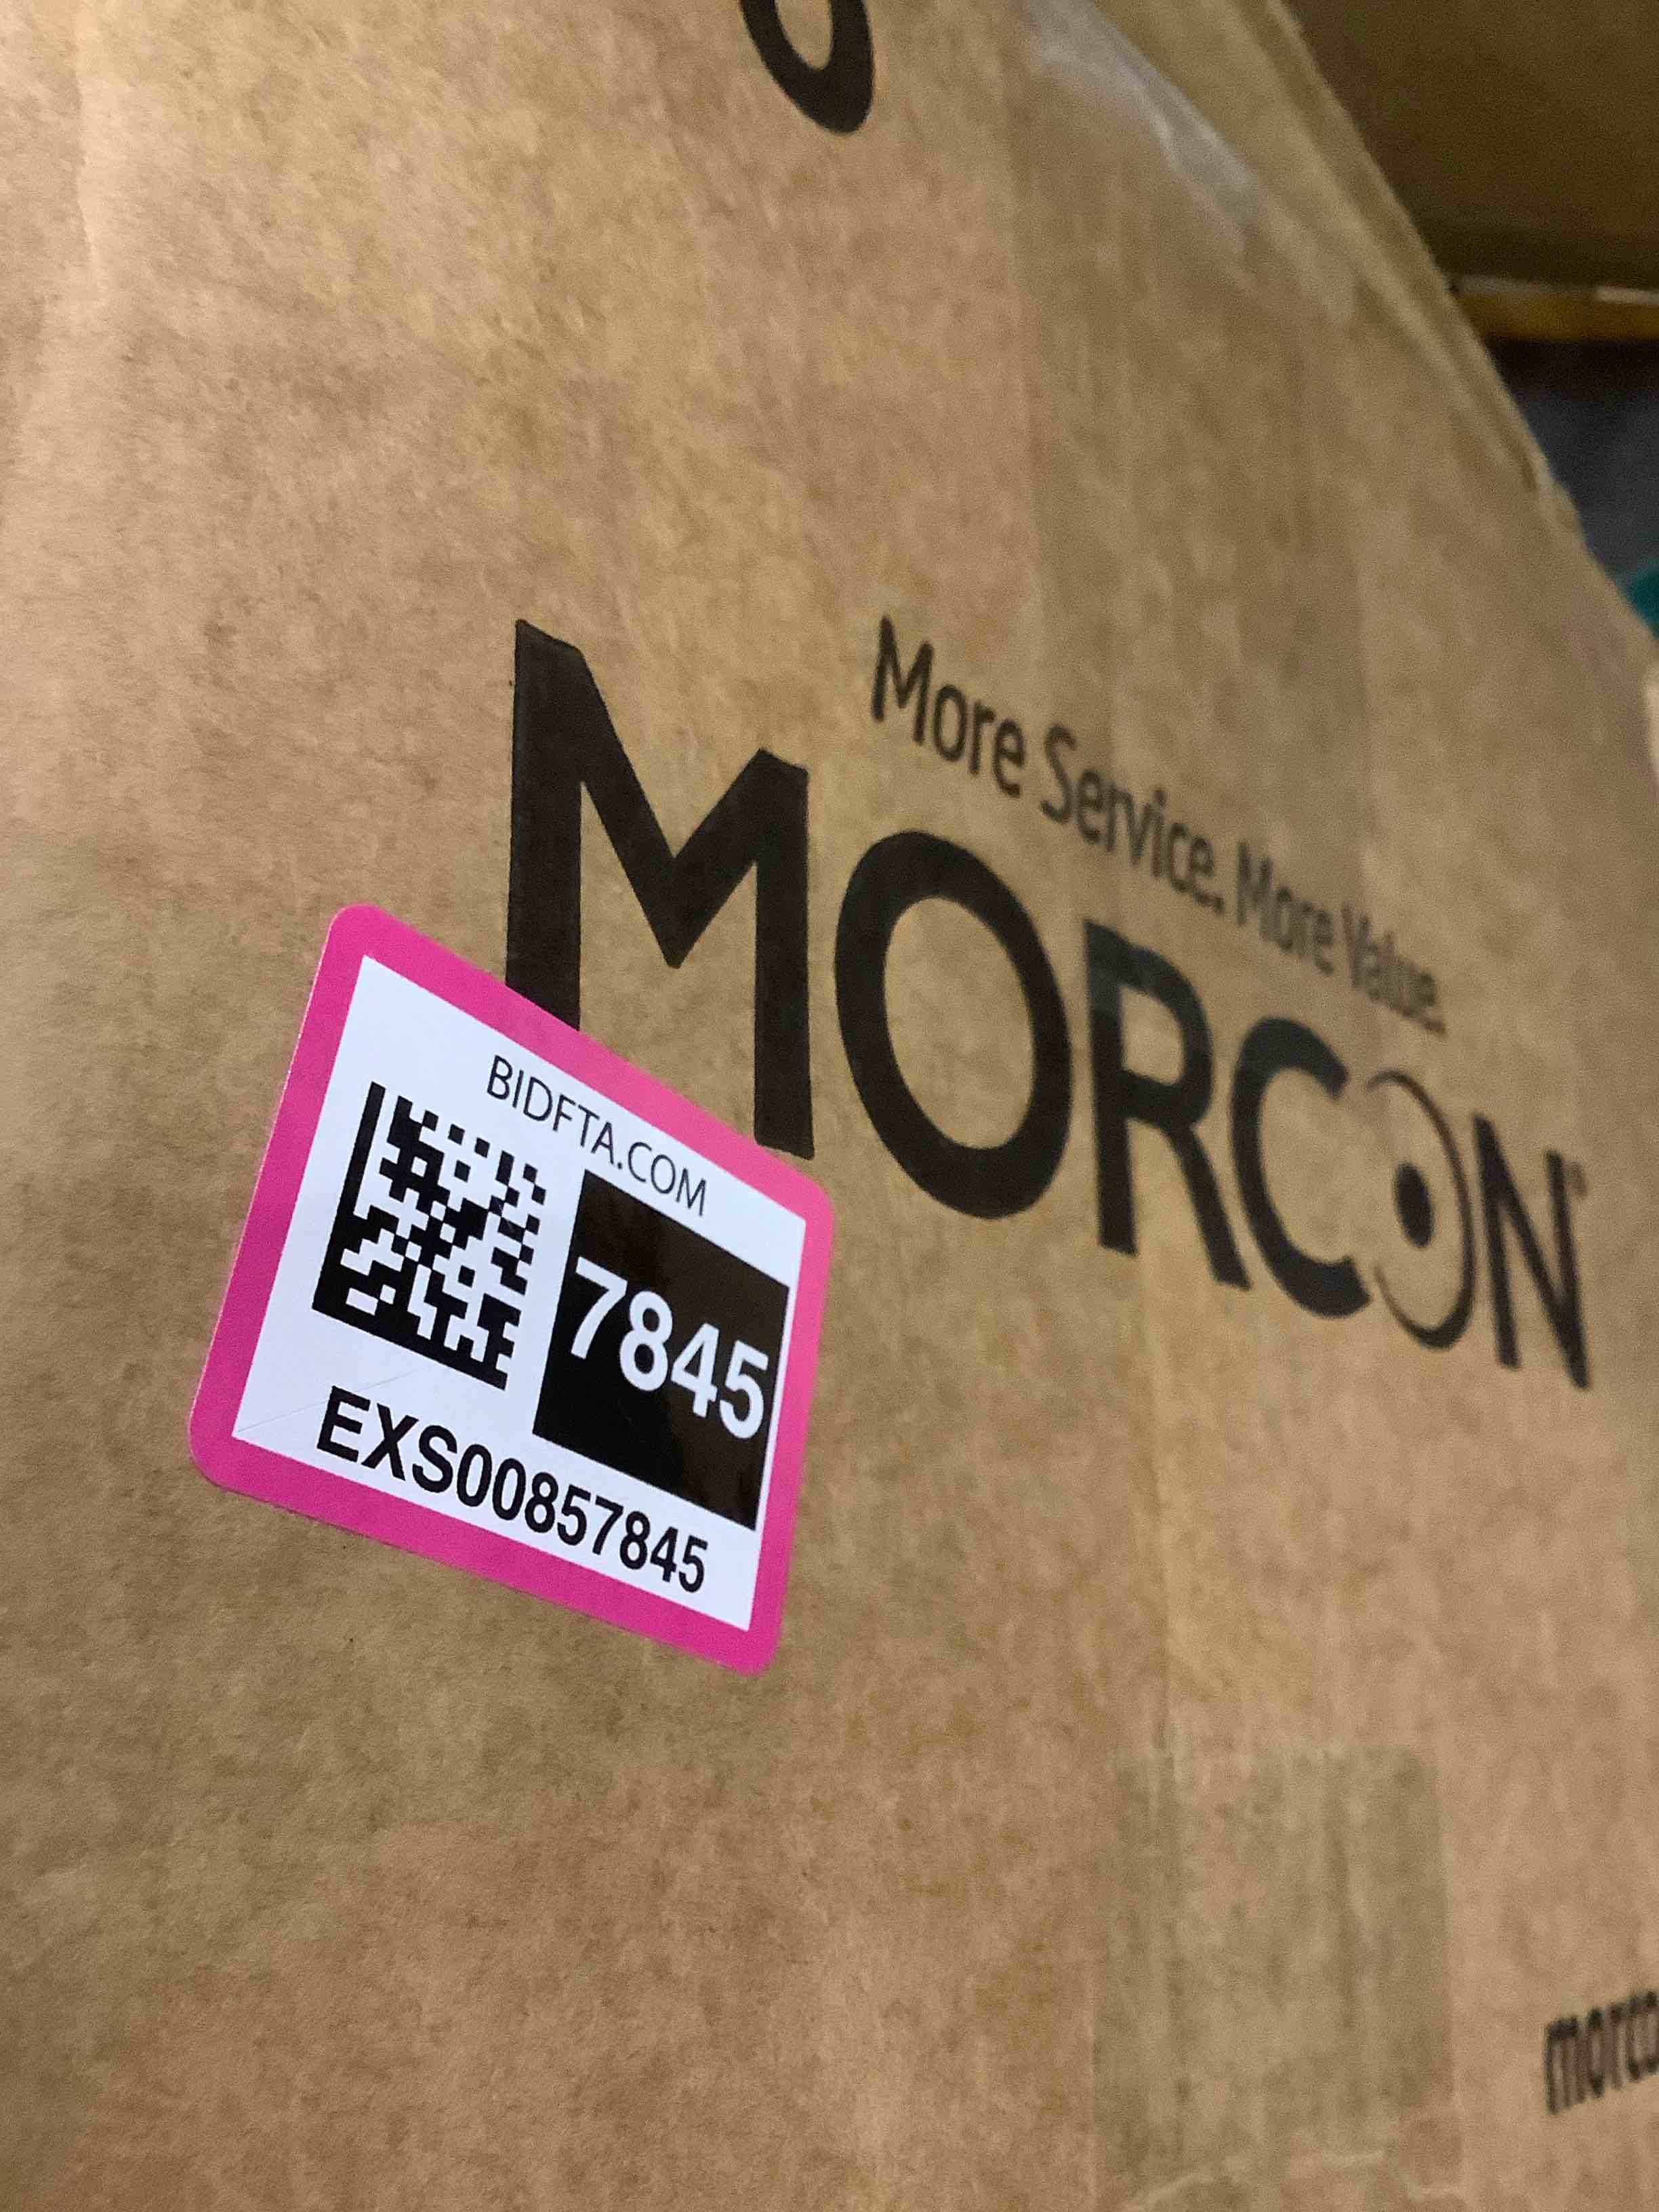 More Service. More Value.
MORCON®
BIDFTA.COM
7845
EXS00857845